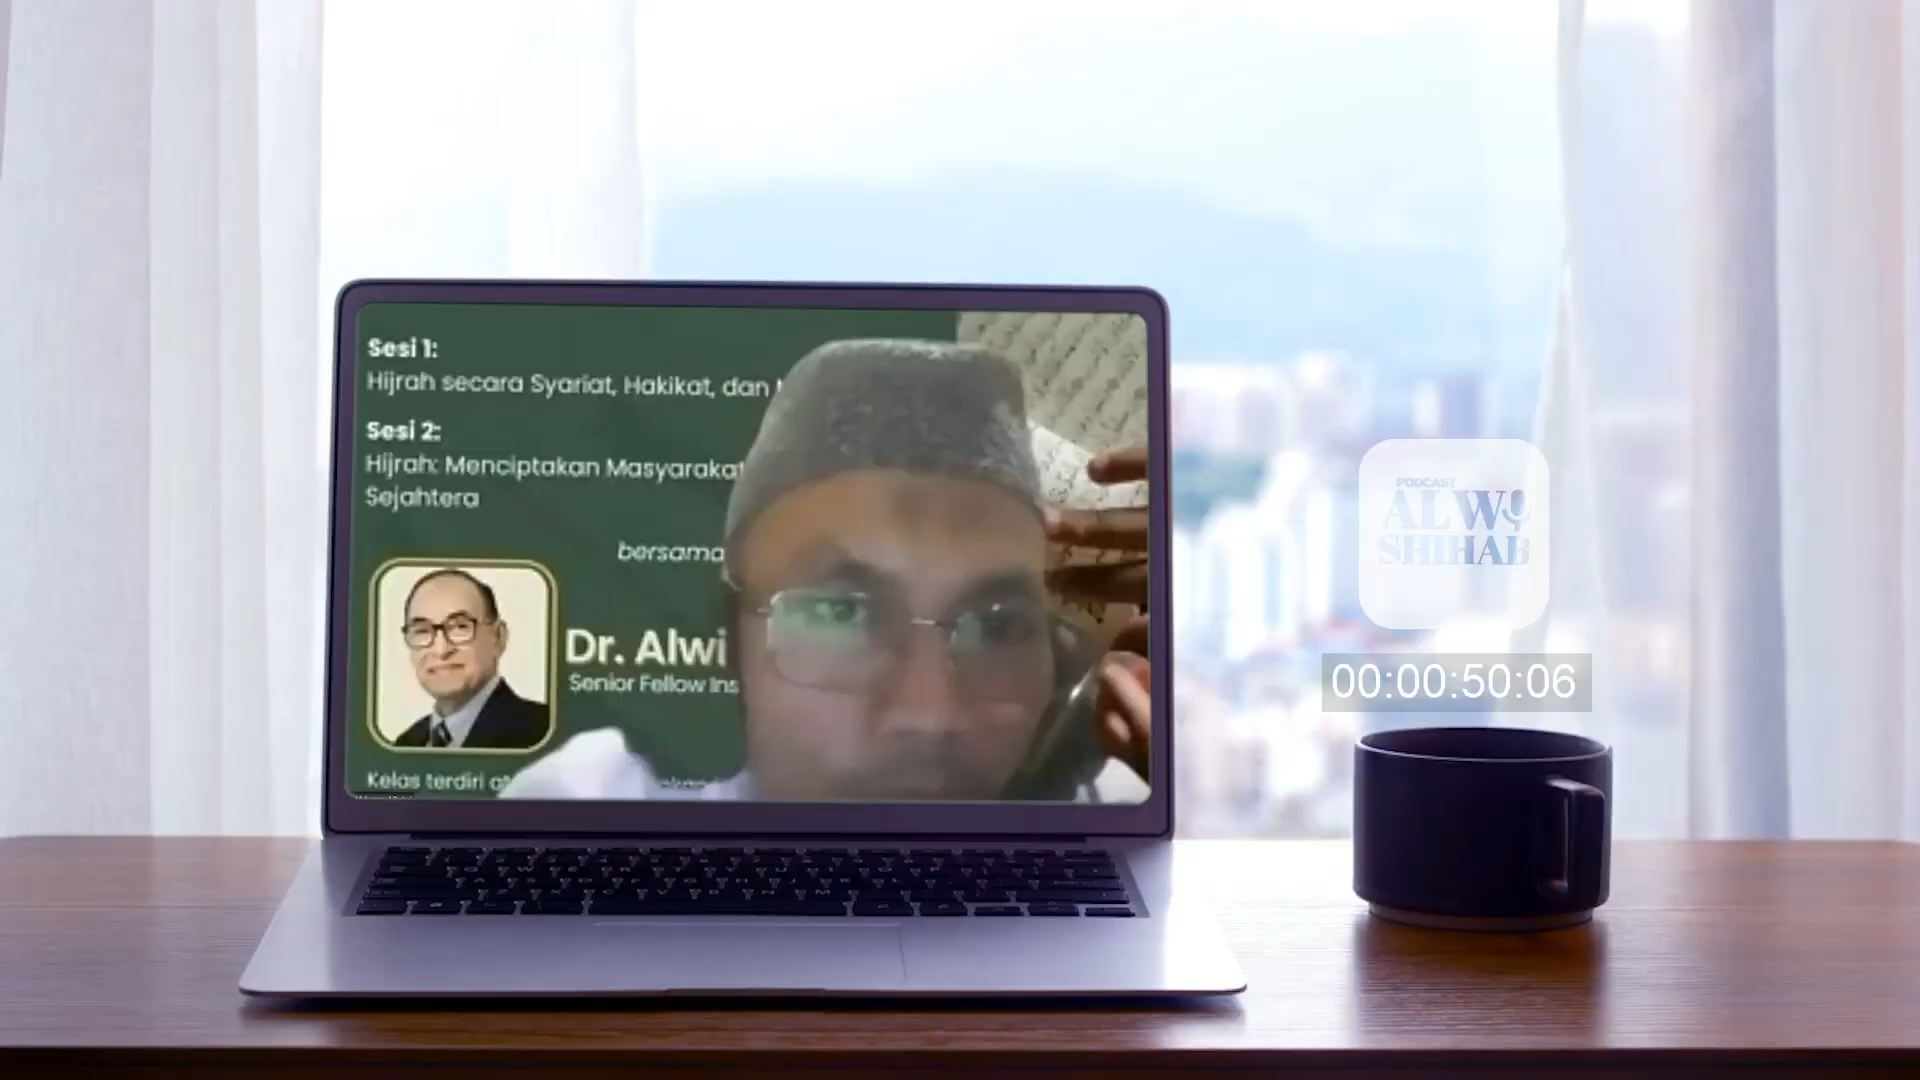 Sesi 1:
Hijrah secara Syariat, Hakikat, dan
Sesi 2:
Hijrah: Menciptakan Masyarakat
Sejahtera
bersama
Dr. Alwi
Senior Fellow Ins
Kelas terdiri at
PODCAST
ALWI
SHIHAB
00:00:50:06